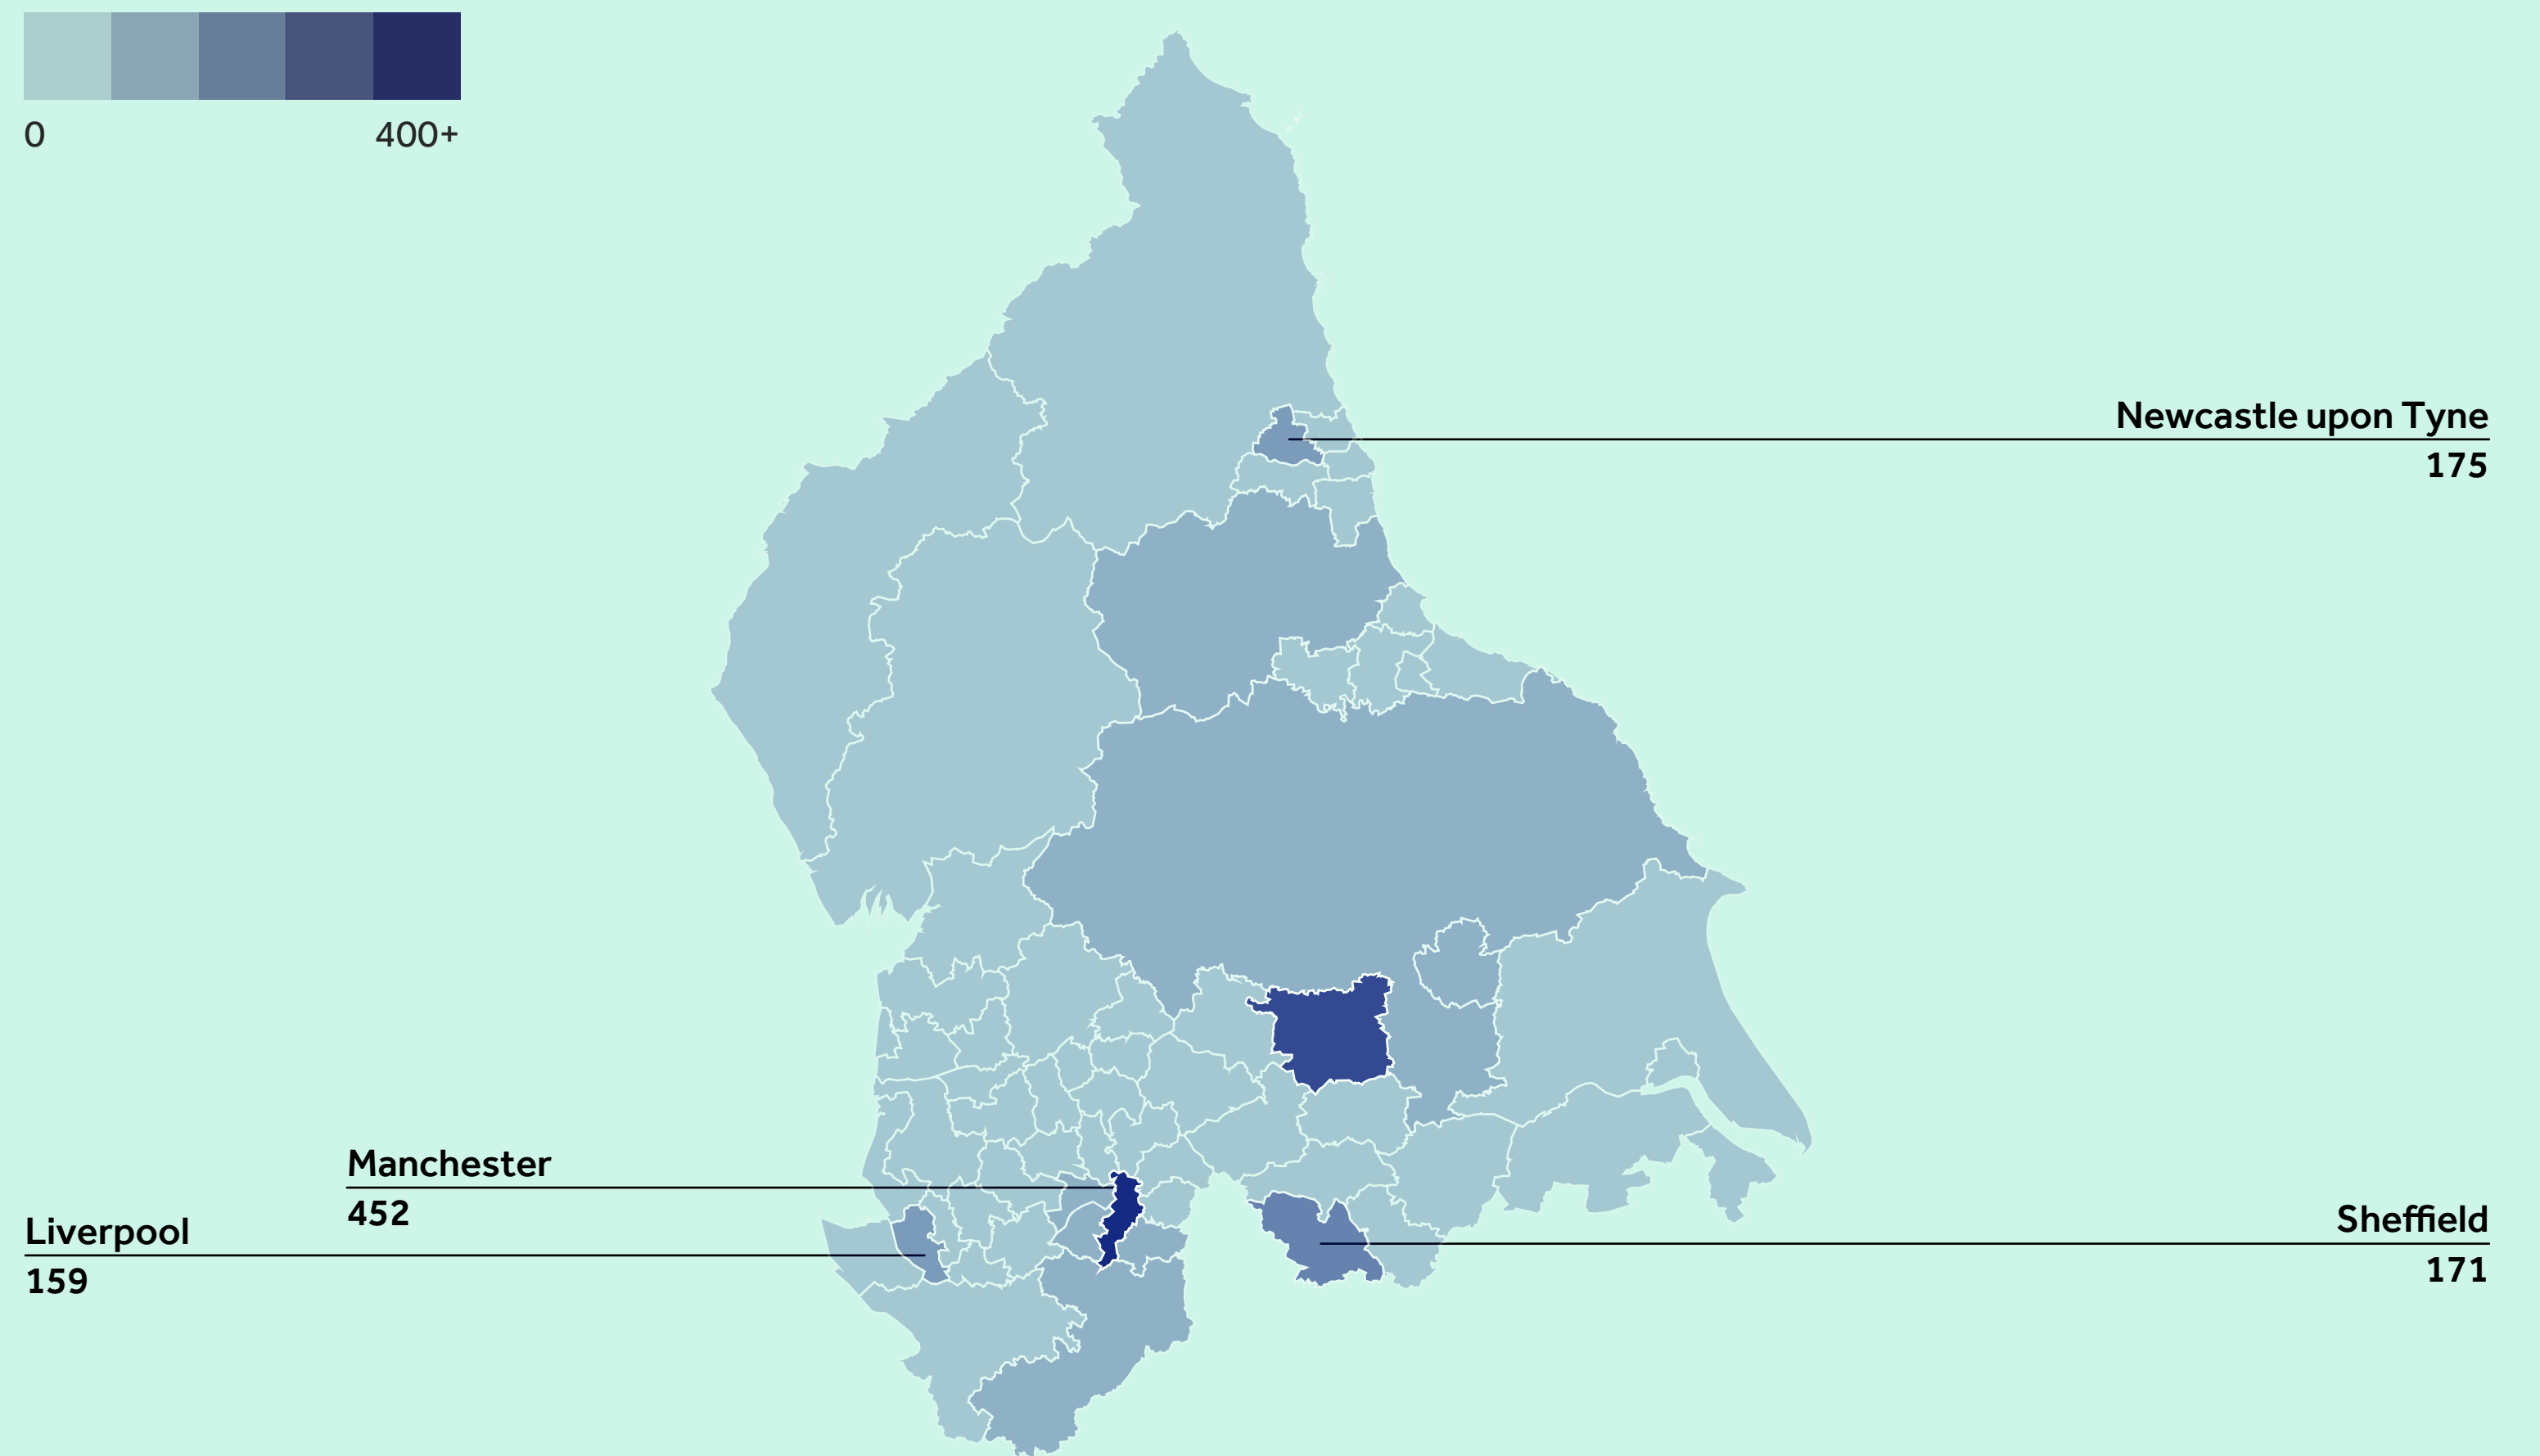 0
400+
Newcastle upon Tyne
175
Manchester
452
Liverpool
159
Sheffield
171